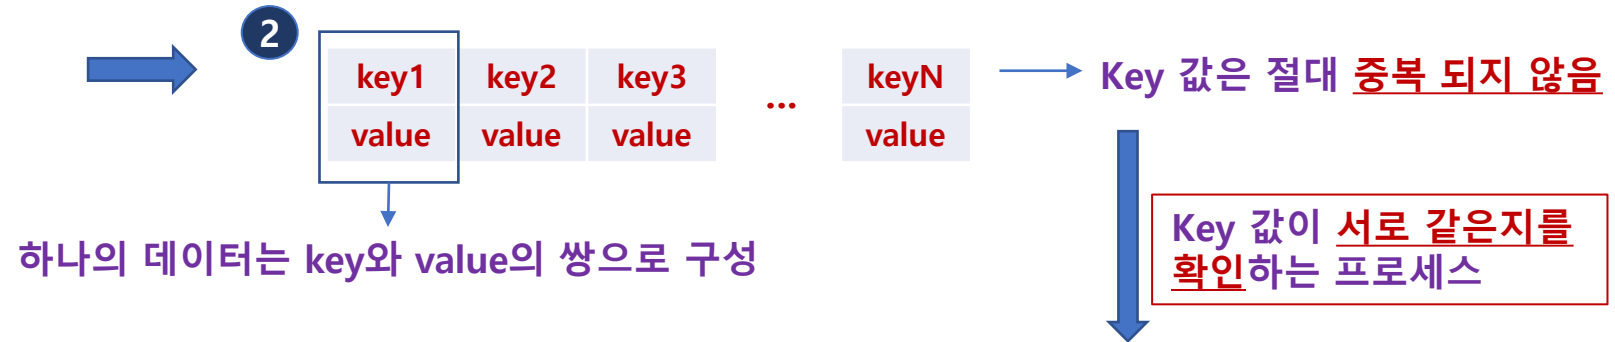 2
key1 key2 key3 ... keyN
value value value value
Key 값은 절대 중복 되지 않음
하나의 데이터는 key와 value의 쌍으로 구성
Key 값이 서로 같은지를
확인하는 프로세스